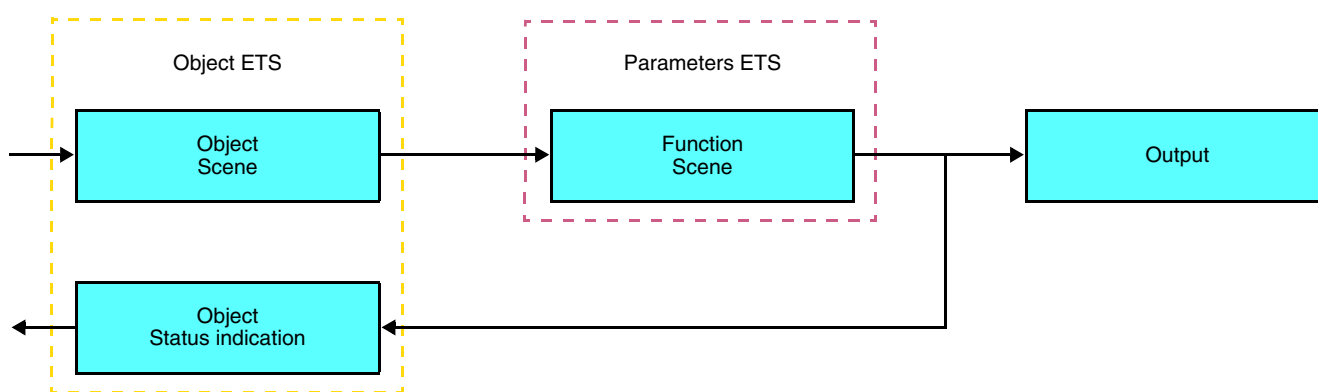 Object ETS
Parameters ETS
Object
Scene
Function
Scene
Output
Object
Status indication